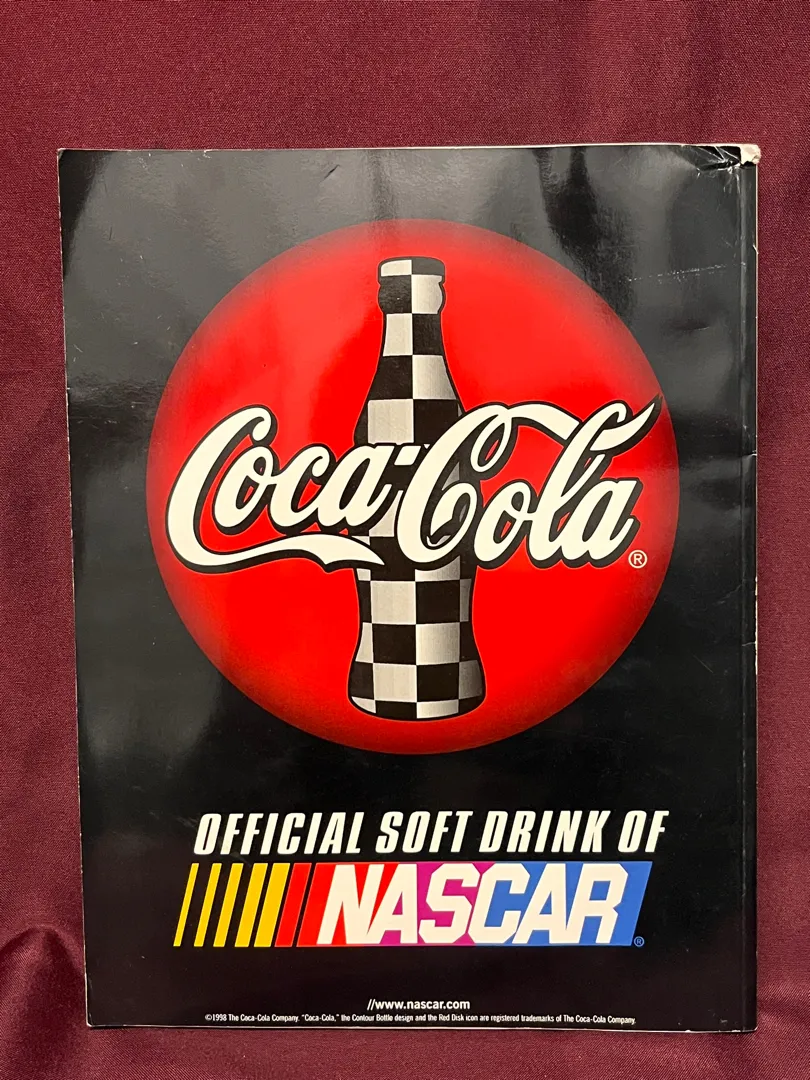 Coca-Cola®
OFFICIAL SOFT DRINK OF
NASCAR®
//www.nascar.com
©1998 The Coca-Cola Company. "Coca-Cola," the Contour Bottle design and the Red Disk icon are registered trademarks of The Coca-Cola Company.